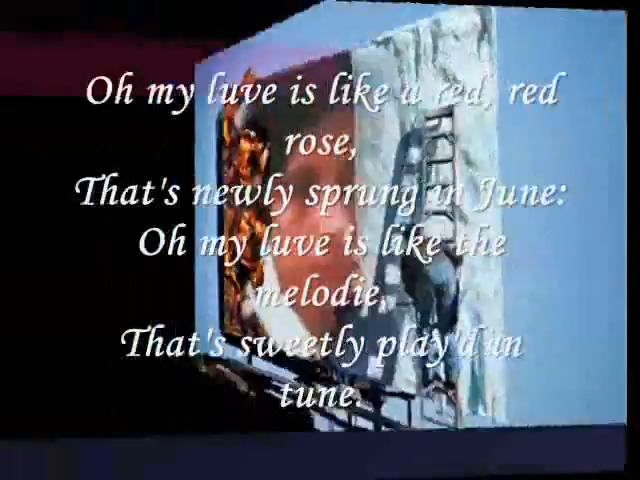 Oh my luve is like a red, red
rose,
That's newly sprung in June:
Oh my luve is like the
melodie,
That's sweetly play'd in
tune.